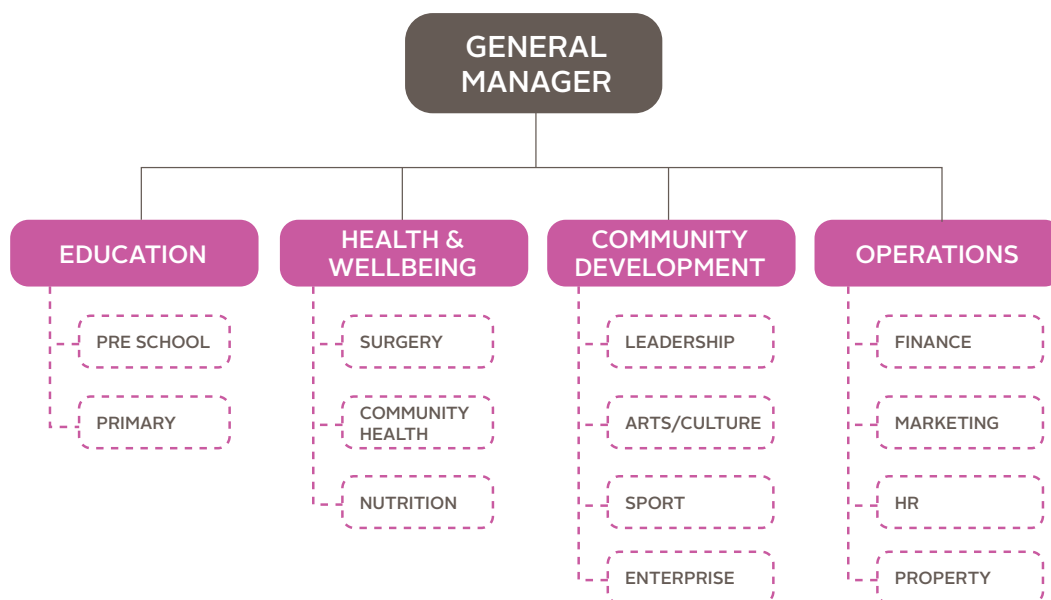 GENERAL
MANAGER
EDUCATION
HEALTH &
WELLBEING
COMMUNITY
DEVELOPMENT
OPERATIONS
PRE SCHOOL
PRIMARY
SURGERY
COMMUNITY
HEALTH
NUTRITION
LEADERSHIP
ARTS/CULTURE
SPORT
ENTERPRISE
FINANCE
MARKETING
HR
PROPERTY